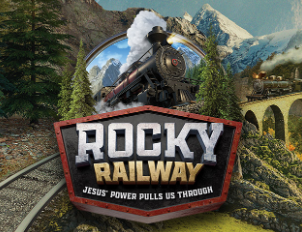 ROCKY
RAILWAY
JESUS' POWER PULLS US THROUGH